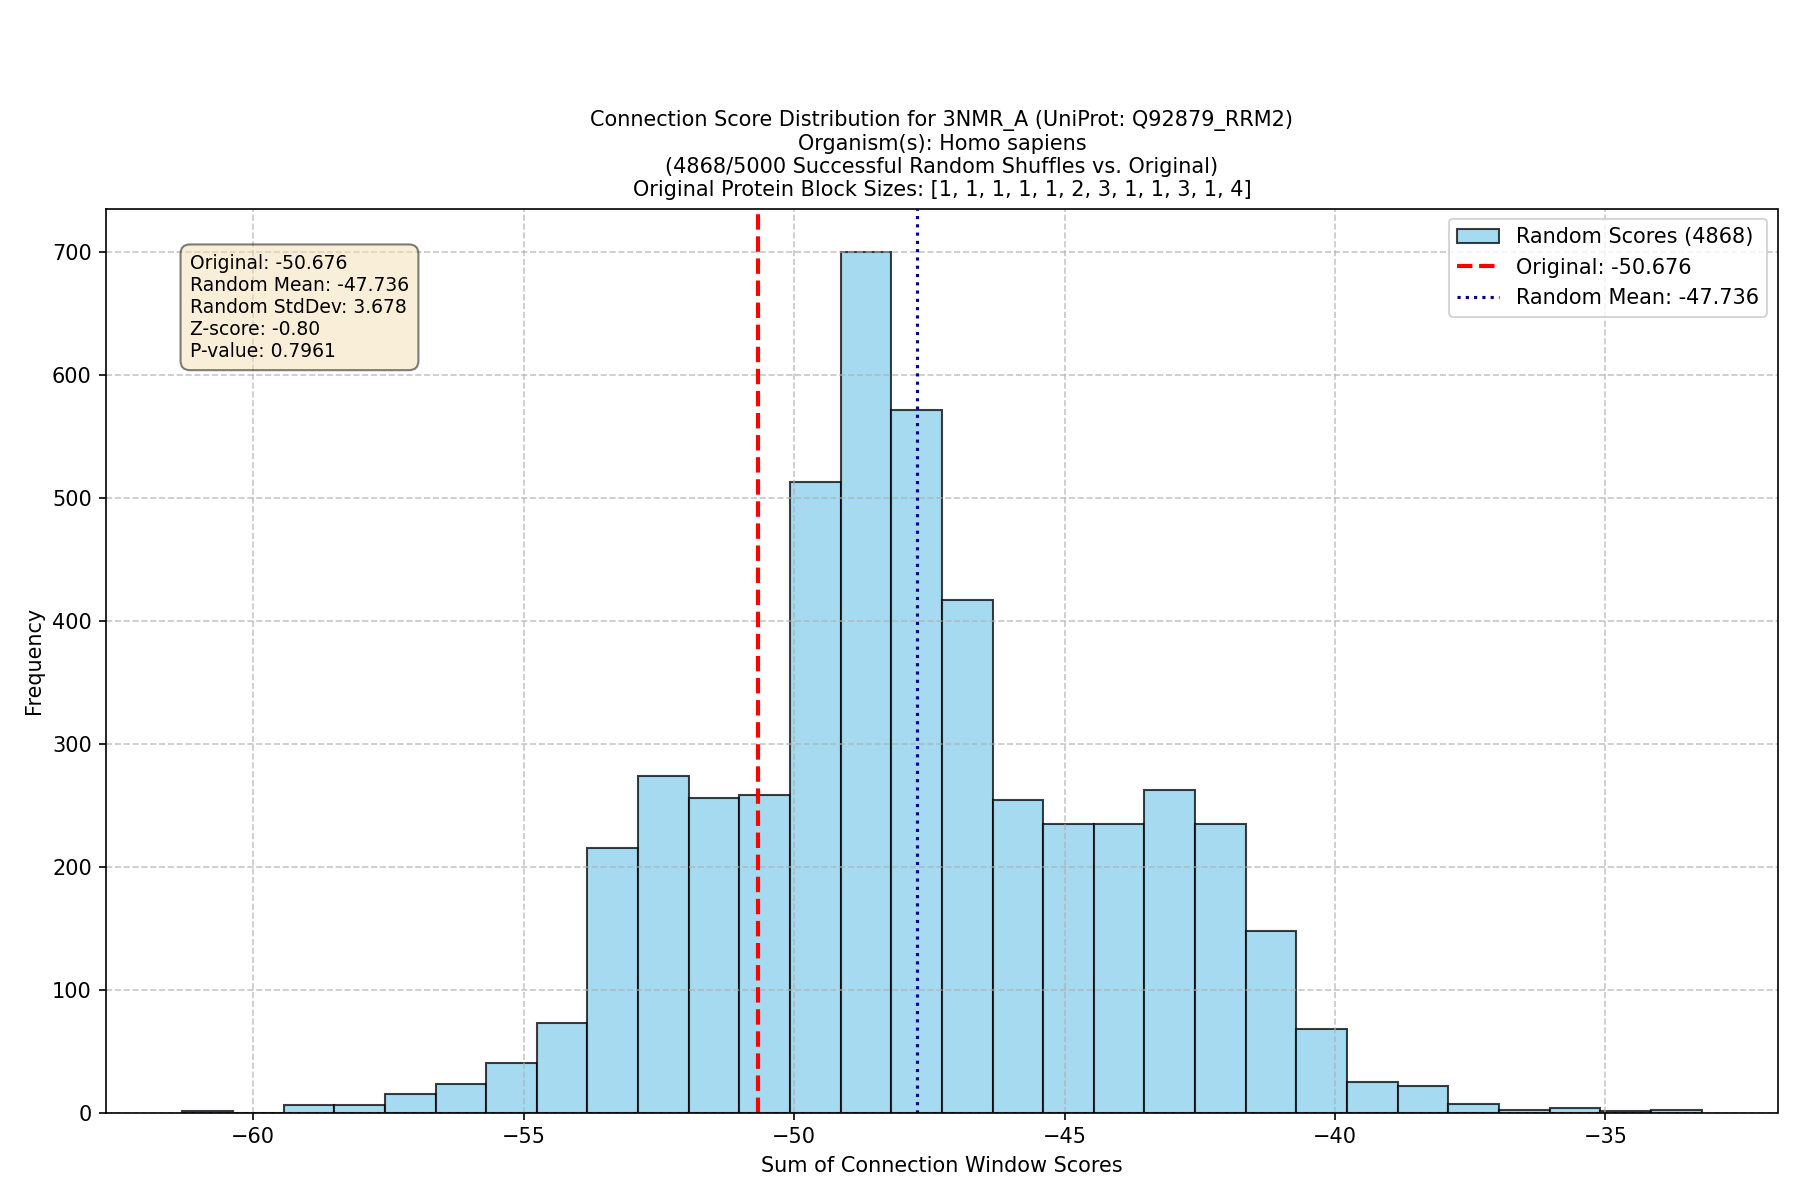 Connection Score Distribution for 3NMR_A (UniProt: Q92879_RRM2)
Organism(s): Homo sapiens
(4868/5000 Successful Random Shuffles vs. Original)
Original Protein Block Sizes: [1, 1, 1, 1, 1, 2, 3, 1, 1, 3, 1, 4]
Original: -50.676
Random Mean: -47.736
Random StdDev: 3.678
Z-score: -0.80
P-value: 0.7961
Random Scores (4868)
Original: -50.676
Random Mean: -47.736
Frequency
700
600
500
400
300
200
100
0
−60
−55
−50
−45
−40
−35
Sum of Connection Window Scores